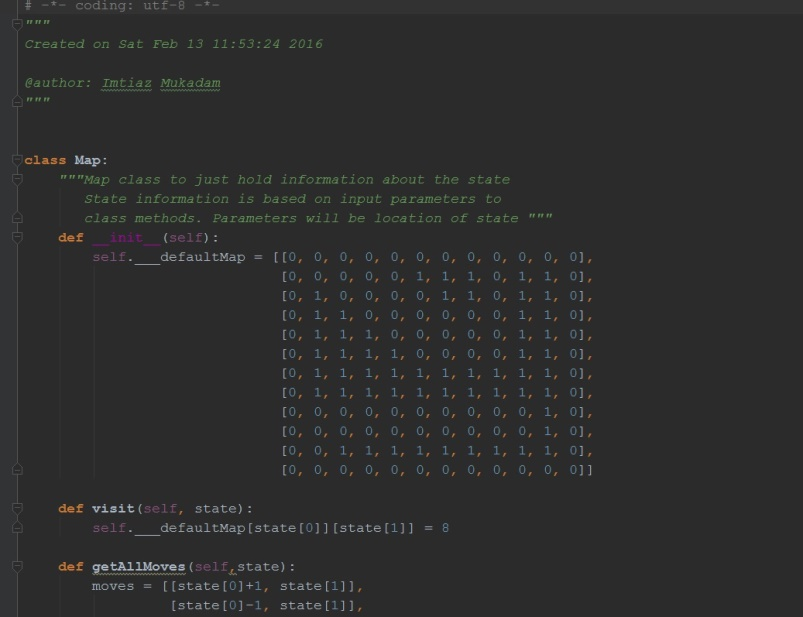 # -*- coding: utf-8 -*-
"""
Created on Sat Feb 13 11:53:24 2016

@author: Imtiaz Mukadam
"""

class Map:
    """Map class to just hold information about the state
       State information is based on input parameters to
       class methods. Parameters will be location of state """
    def __init__(self):
        self.___defaultMap = [[0, 0, 0, 0, 0, 0, 0, 0, 0, 0, 0, 0],
                              [0, 0, 0, 0, 0, 1, 1, 1, 0, 1, 1, 0],
                              [0, 1, 0, 0, 0, 0, 1, 1, 0, 1, 1, 0],
                              [0, 1, 1, 0, 0, 0, 0, 0, 0, 1, 1, 0],
                              [0, 1, 1, 1, 0, 0, 0, 0, 0, 1, 1, 0],
                              [0, 1, 1, 1, 1, 0, 0, 0, 0, 1, 1, 0],
                              [0, 1, 1, 1, 1, 1, 1, 1, 1, 1, 1, 0],
                              [0, 1, 1, 1, 1, 1, 1, 1, 1, 1, 1, 0],
                              [0, 0, 0, 0, 0, 0, 0, 0, 0, 0, 1, 0],
                              [0, 0, 0, 0, 0, 0, 0, 0, 0, 0, 1, 0],
                              [0, 0, 1, 1, 1, 1, 1, 1, 1, 1, 1, 0],
                              [0, 0, 0, 0, 0, 0, 0, 0, 0, 0, 0, 0]]

    def visit(self, state):
        self.___defaultMap[state[0]][state[1]] = 8

    def getAllMoves(self,state):
        moves = [[state[0]+1, state[1]],
                 [state[0]-1, state[1]],